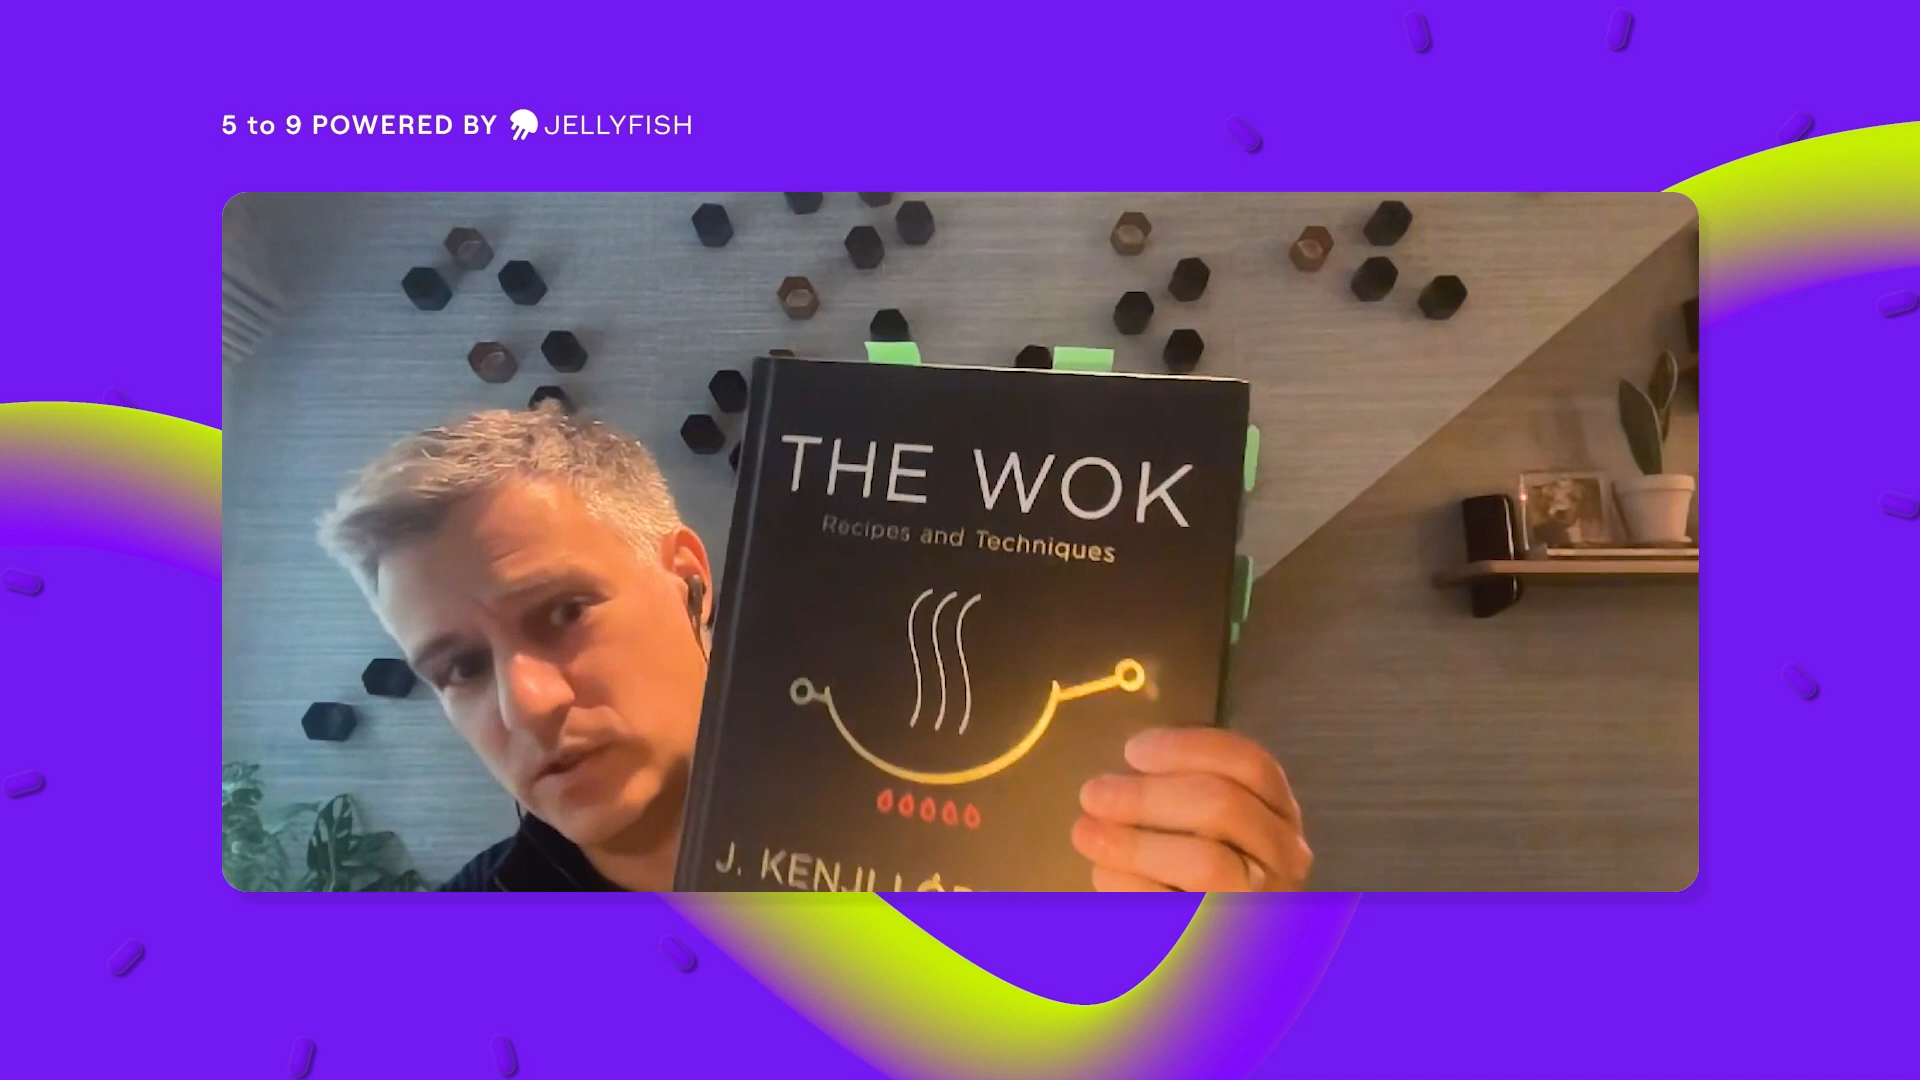 5 to 9 POWERED BY JELLYFISH
THE WOK
Recipes and Techniques
J. KENJI